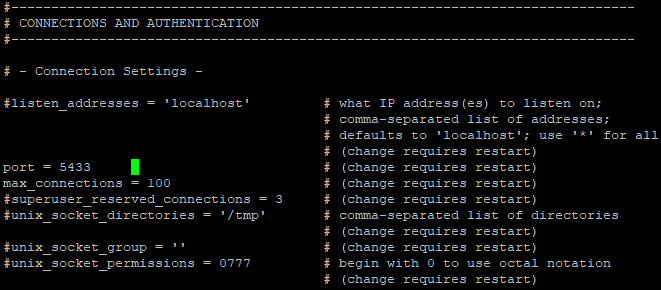 #------------------------------------------------------------------------------
# CONNECTIONS AND AUTHENTICATION
#------------------------------------------------------------------------------
# - Connection Settings -
#listen_addresses = 'localhost'         # what IP address(es) to listen on;
                                        # comma-separated list of addresses;
                                        # defaults to 'localhost'; use '*' for all
                                        # (change requires restart)
port = 5433                             # (change requires restart)
max_connections = 100                   # (change requires restart)
#superuser_reserved_connections = 3     # (change requires restart)
#unix_socket_directories = '/tmp'       # comma-separated list of directories
                                        # (change requires restart)
#unix_socket_group = ''                 # (change requires restart)
#unix_socket_permissions = 0777         # begin with 0 to use octal notation
                                        # (change requires restart)